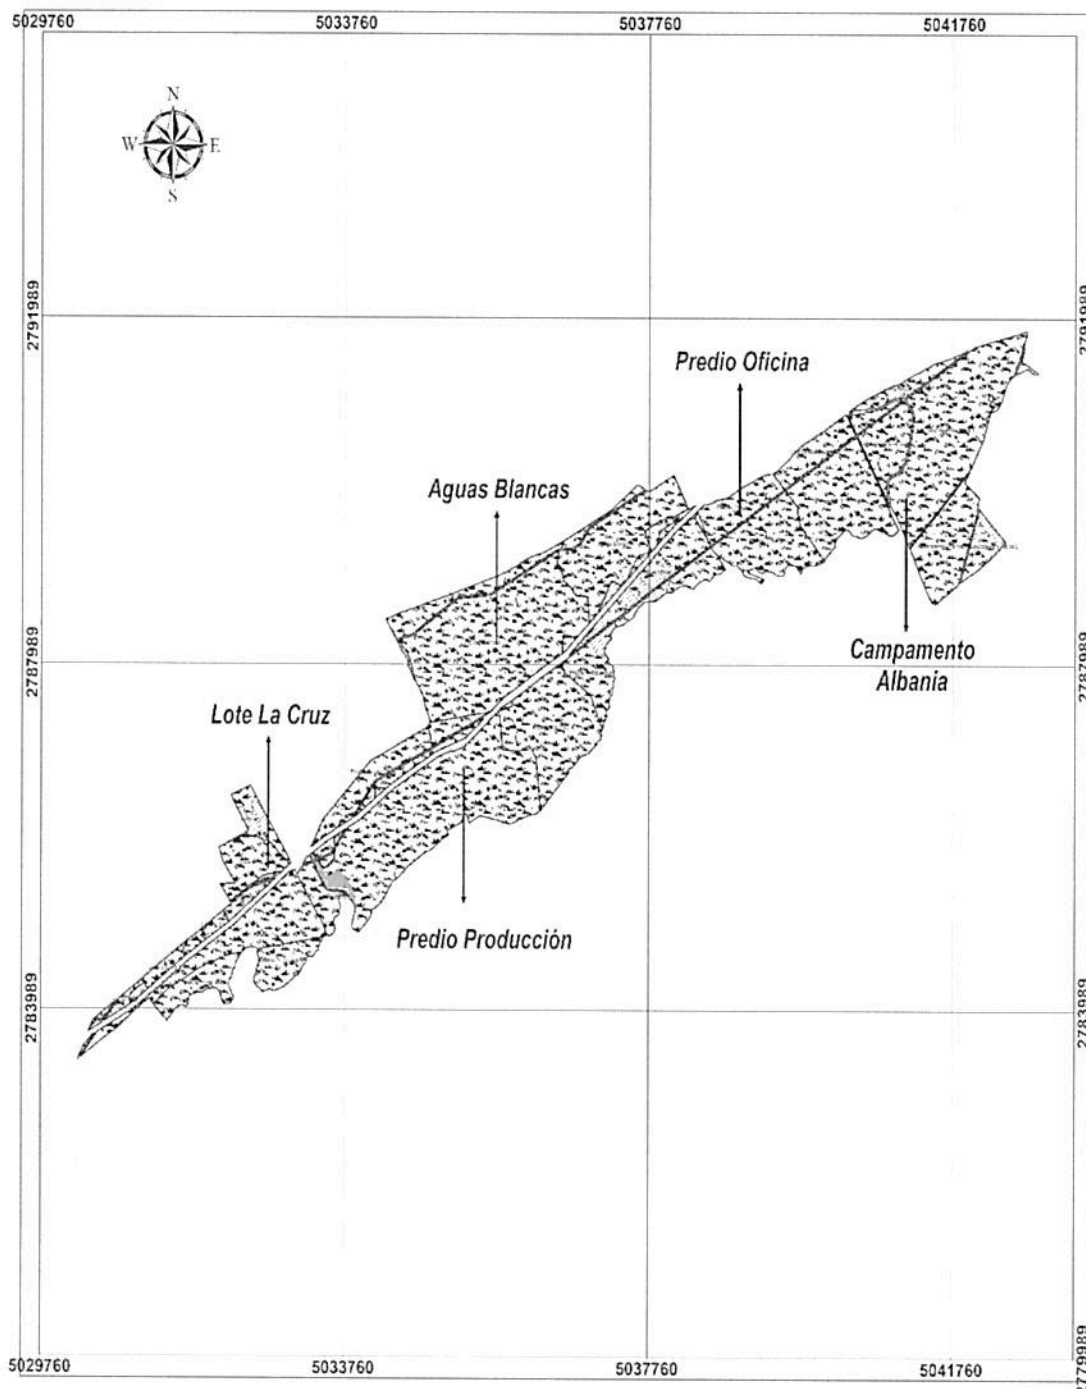 5029760 5033760 5037760 5041760
N
W E
S
2791989 2791989
Predio Oficina
Aguas Blancas
Campamento
Albania
2787989 2787989
Lote La Cruz
Predio Producción
2783989 2783989
2779989
5029760 5033760 5037760 5041760